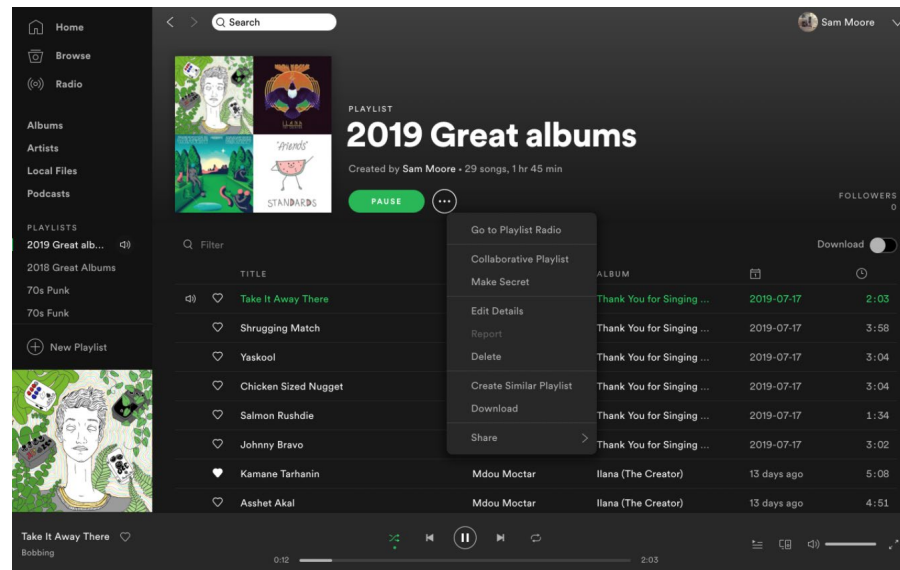 Home
Search
Sam Moore
Browse
Radio
Albums
Artists
Local Files
Podcasts
PLAYLISTS
2019 Great alb...
2018 Great Albums
70s Punk
70s Funk
New Playlist
"Friends"
STANDARDS
PLAYLIST
2019 Great albums
Created by Sam Moore • 29 songs, 1 hr 45 min
PAUSE
FOLLOWERS
0
Filter
Download
Go to Playlist Radio
Collaborative Playlist
Make Secret
Edit Details
Report
Delete
Create Similar Playlist
Download
Share
TITLE ALBUM
Take It Away There Thank You for Singing ... 2019-07-17 2:03
Shrugging Match Thank You for Singing ... 2019-07-17 3:58
Yaskool Thank You for Singing ... 2019-07-17 3:04
Chicken Sized Nugget Thank You for Singing ... 2019-07-17 3:04
Salmon Rushdie Thank You for Singing ... 2019-07-17 1:34
Johnny Bravo Thank You for Singing ... 2019-07-17 3:02
Kamane Tarhanin Mdou Moctar Ilana (The Creator) 13 days ago 5:08
Asshet Akal Mdou Moctar Ilana (The Creator) 13 days ago 4:51
Take It Away There
Bobbing
0:12 2:03